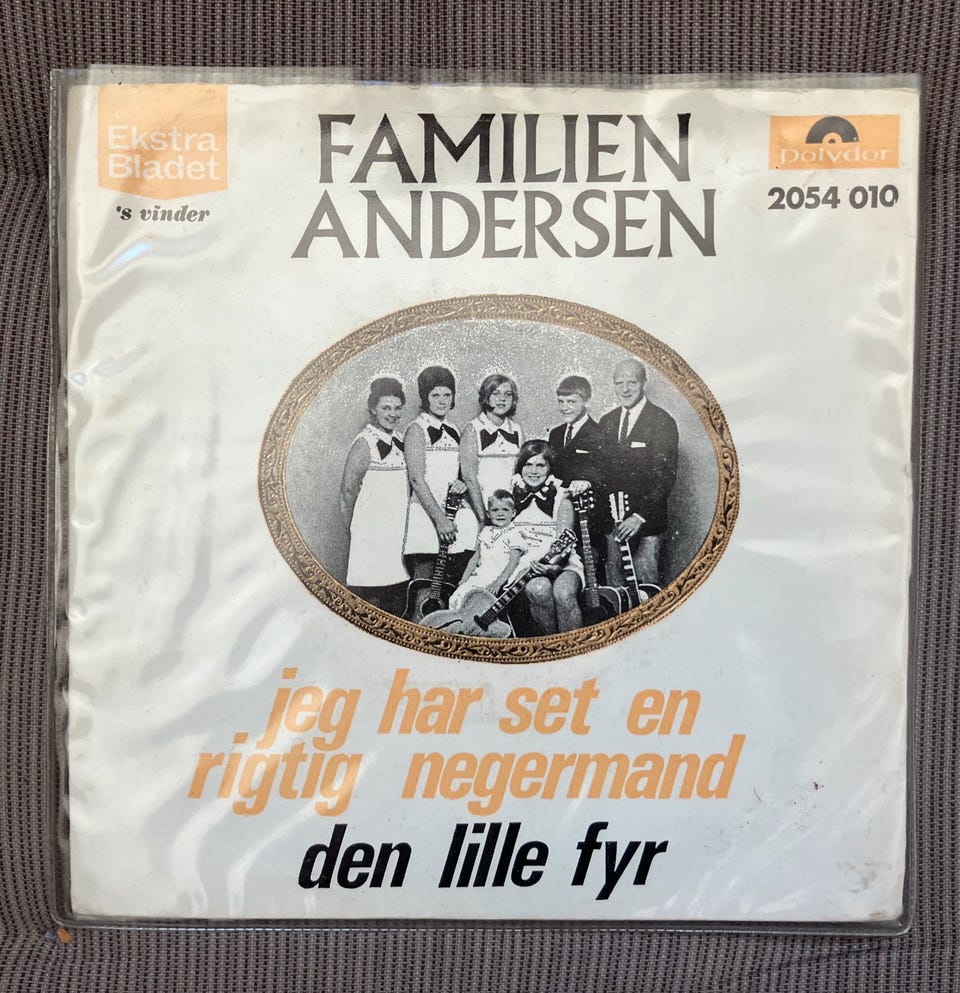 Ekstra
Bladet
's vinder
FAMILIEN
ANDERSEN
polydor
2054 010
jeg har set en
rigtig negermand
den lille fyr